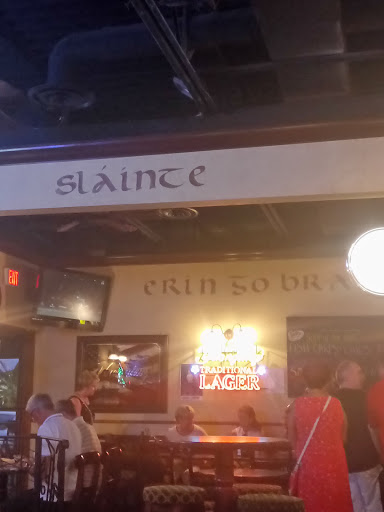 Sláinte
EXIT
Erin go Bra
TRADITIONAL
LAGER